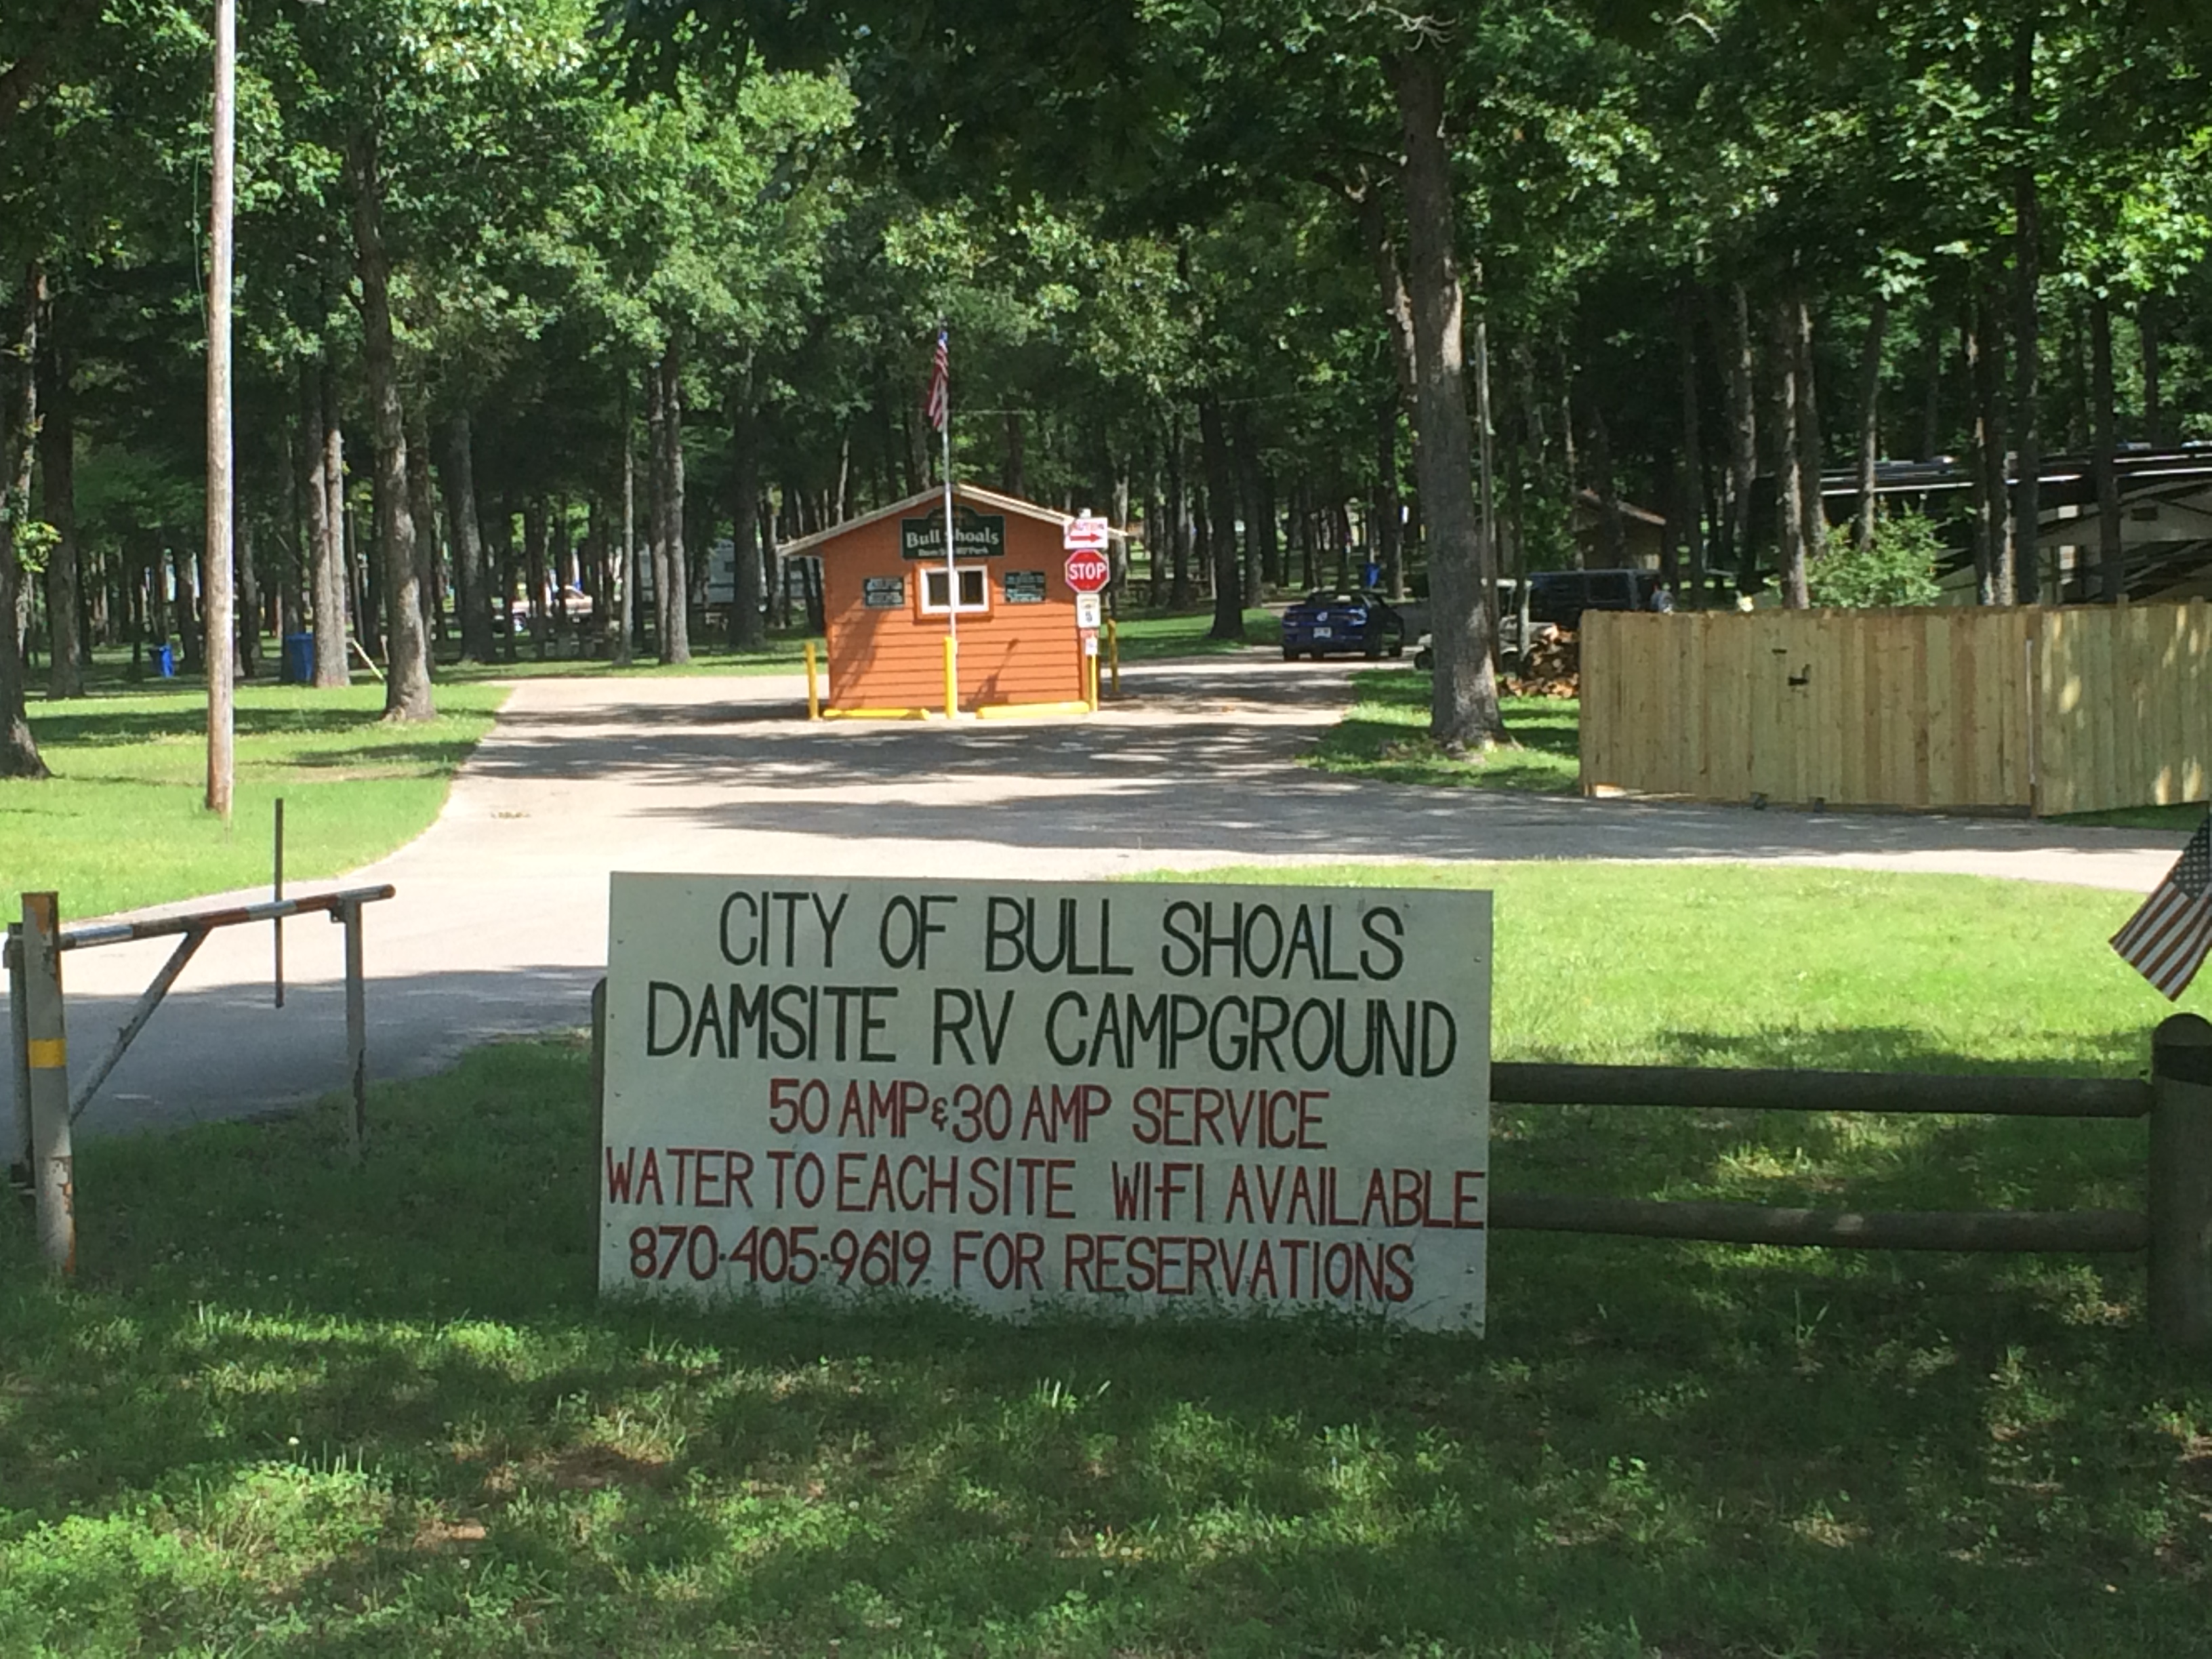 Bull Shoals
STOP
CITY OF BULL SHOALS
DAMSITE RV CAMPGROUND
50 AMP & 30 AMP SERVICE
WATER TO EACH SITE WI-FI AVAILABLE
870-405-9619 FOR RESERVATIONS